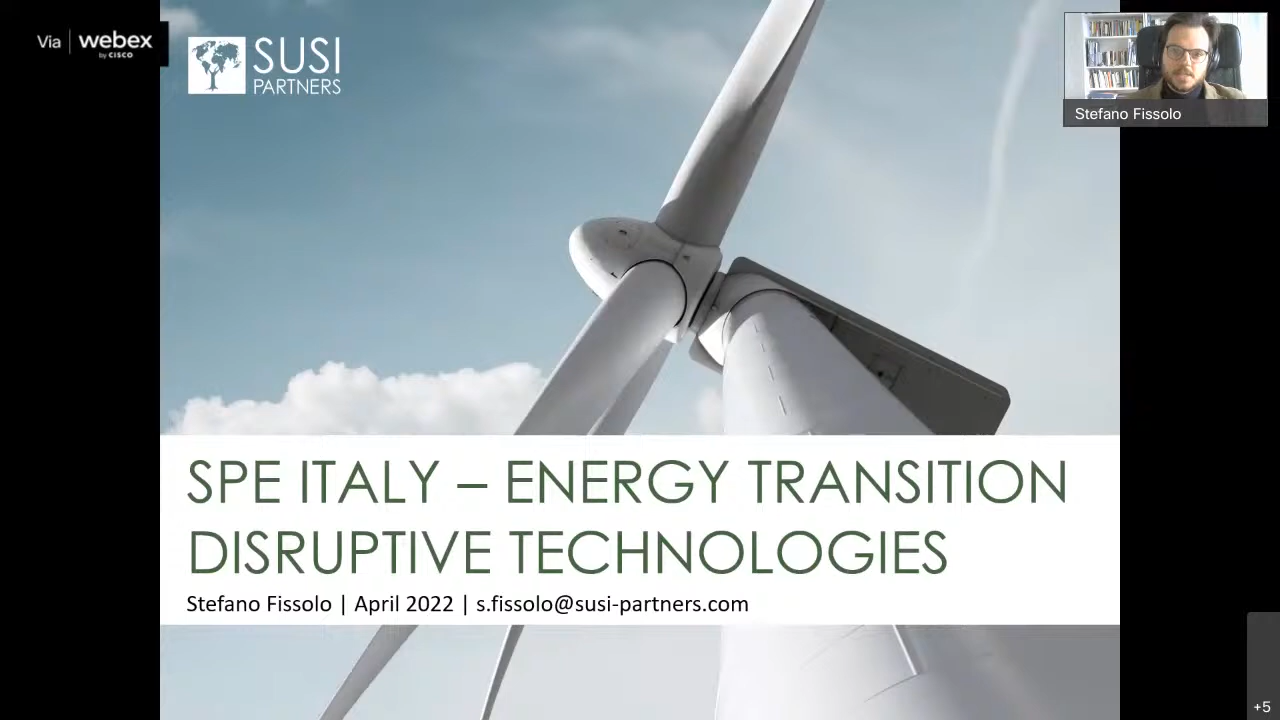 Via webex
by CISCO
SUSI
PARTNERS
Stefano Fissolo
SPE ITALY – ENERGY TRANSITION
DISRUPTIVE TECHNOLOGIES
Stefano Fissolo | April 2022 | s.fissolo@susi-partners.com
+5